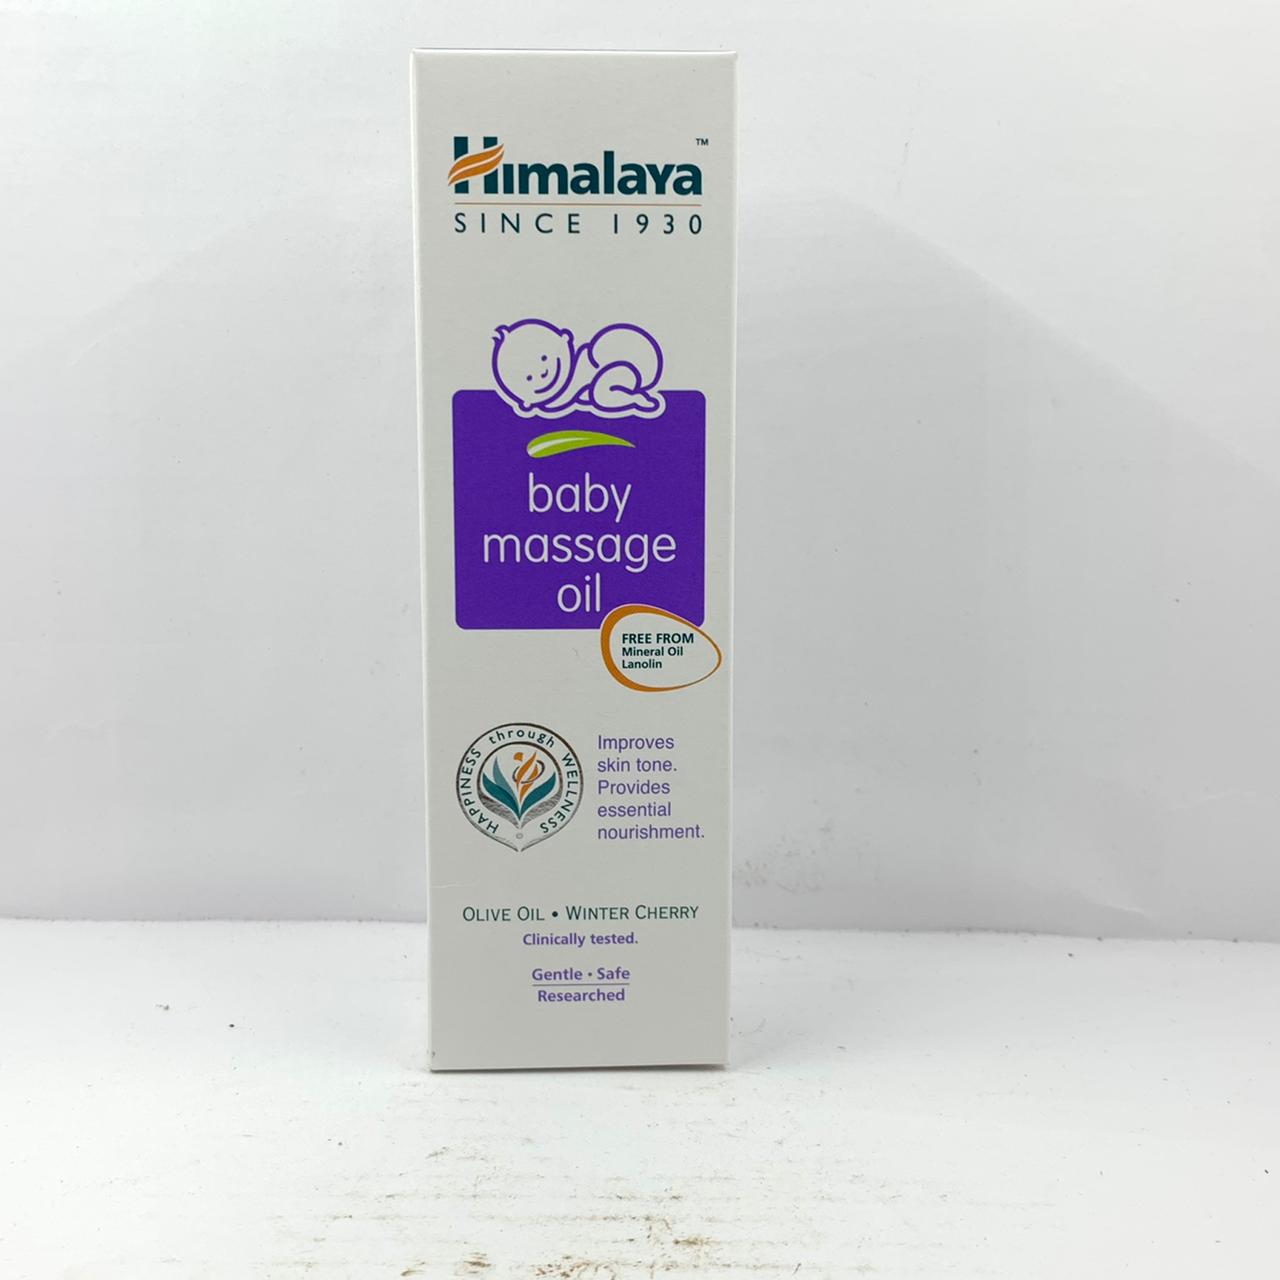 Himalaya™
SINCE 1930
baby
massage
oil
FREE FROM
Mineral Oil
Lanolin
HAPPINESS through WELLNESS
©
Improves
skin tone.
Provides
essential
nourishment.
OLIVE OIL • WINTER CHERRY
Clinically tested.
Gentle • Safe
Researched